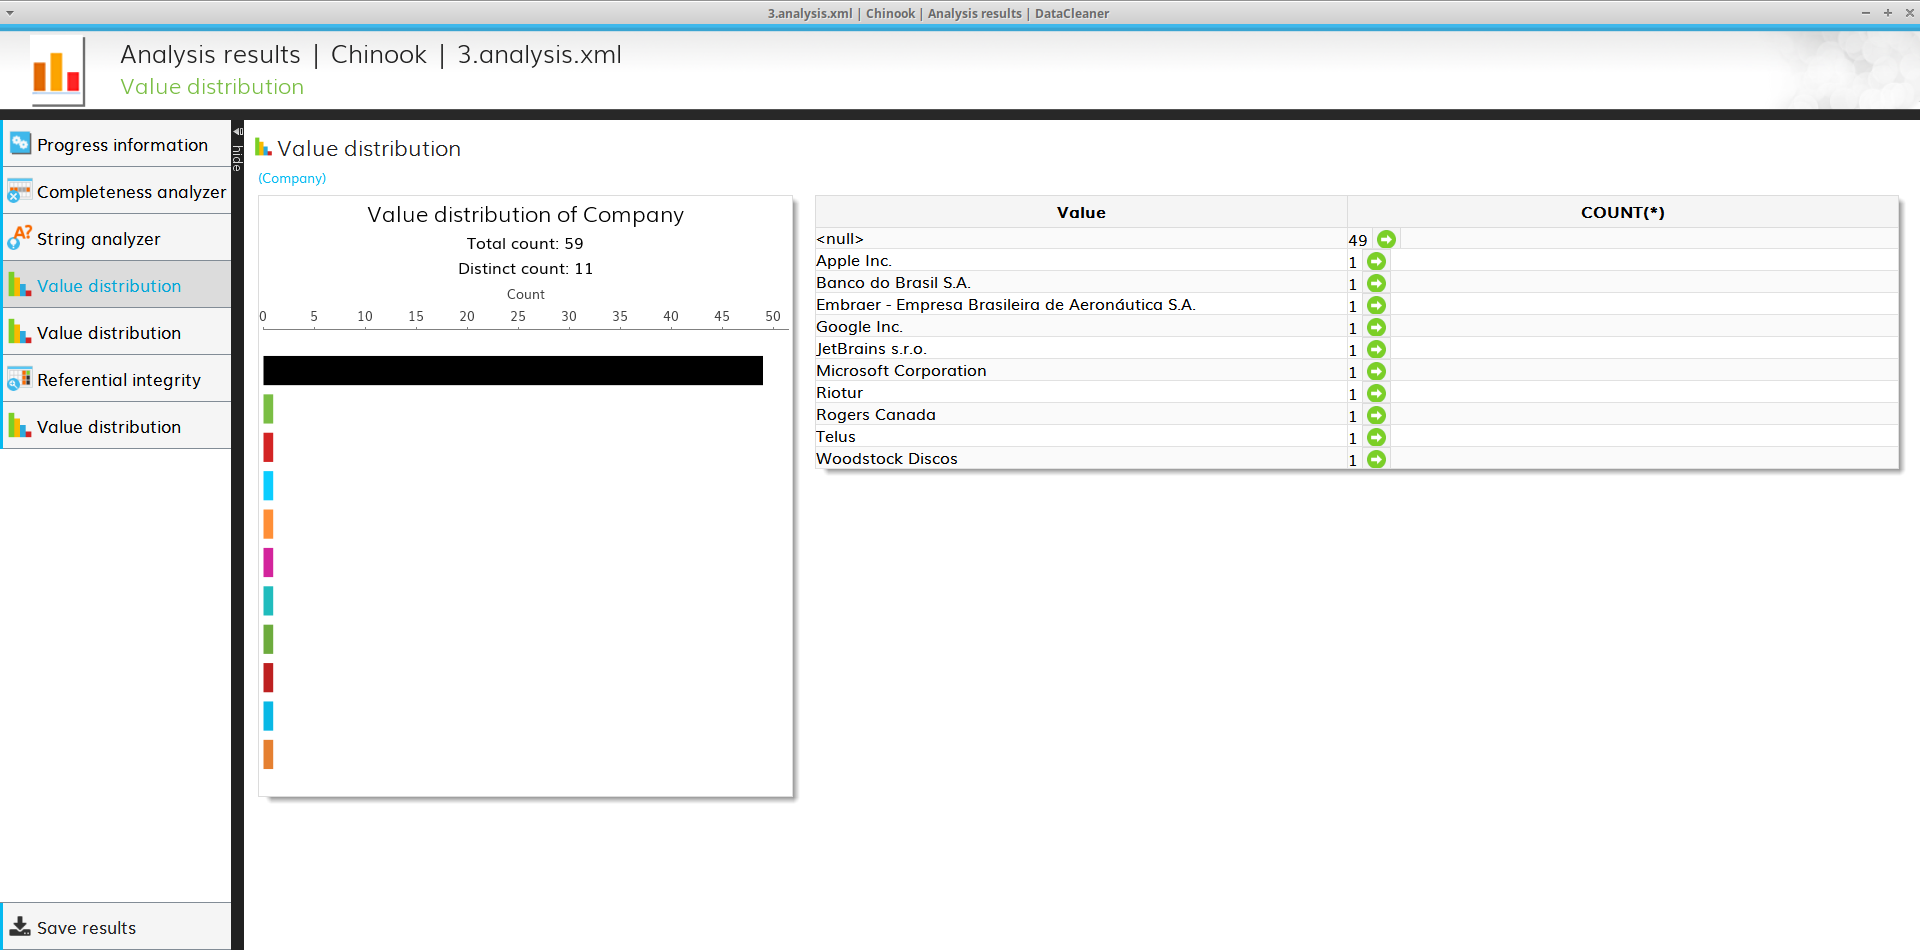 3.analysis.xml | Chinook | Analysis results | DataCleaner
Analysis results | Chinook | 3.analysis.xml
Value distribution
Progress information
Completeness analyzer
String analyzer
Value distribution
Value distribution
Referential integrity
Value distribution
Save results
hide
Value distribution
(Company)
Value distribution of Company
Total count: 59
Distinct count: 11
Count
0 5 10 15 20 25 30 35 40 45 50
Value COUNT(*)
<null> 49
Apple Inc. 1
Banco do Brasil S.A. 1
Embraer - Empresa Brasileira de Aeronáutica S.A. 1
Google Inc. 1
JetBrains s.r.o. 1
Microsoft Corporation 1
Riotur 1
Rogers Canada 1
Telus 1
Woodstock Discos 1